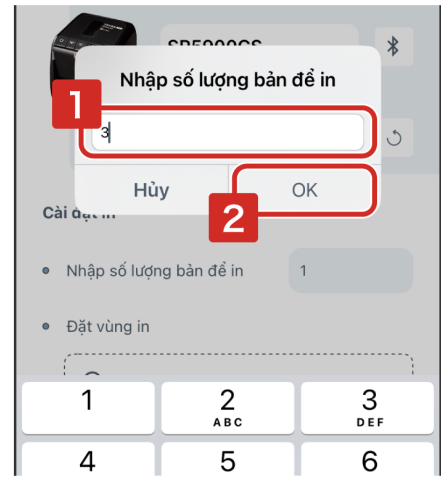 Nhập số lượng bản để in
1
3
Hủy
OK
2
Cài đặt in
Nhập số lượng bản để in
1
Đặt vùng in
1
2
ABC
3
DEF
4
5
6